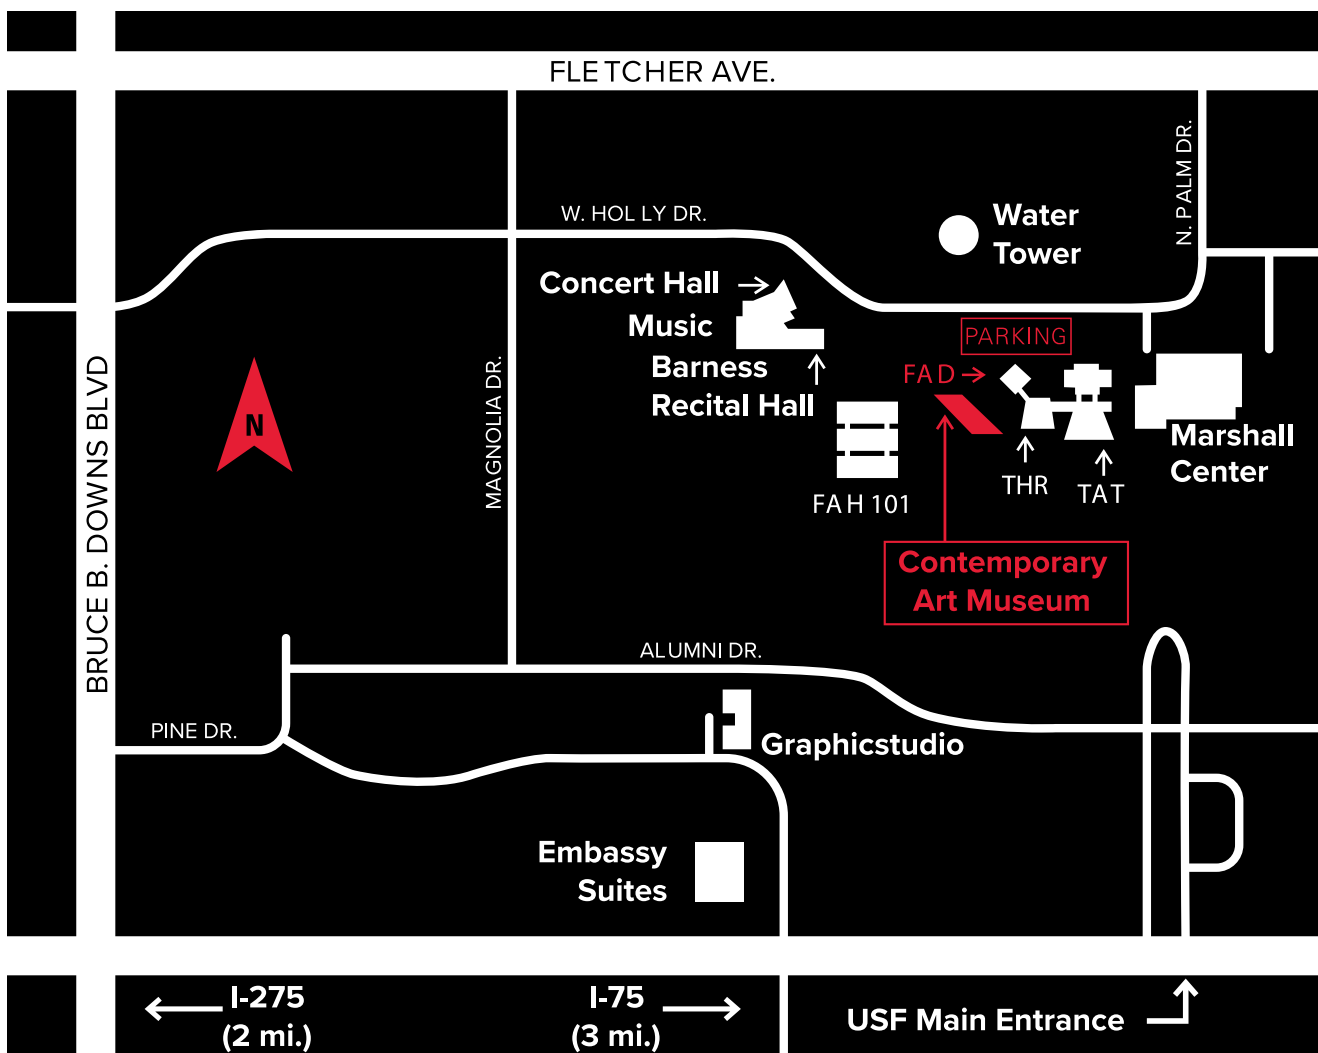 FLETCHER AVE.
N. PALM DR.
W. HOLLY DR.
Water
Tower
Concert Hall
Music
PARKING
Barness
Recital Hall
FAD
BRUCE B. DOWNS BLVD
N
MAGNOLIA DR.
Marshall
Center
THR
TAT
FAH 101
Contemporary
Art Museum
ALUMNI DR.
PINE DR.
Graphicstudio
Embassy
Suites
I-275
(2 mi.)
I-75
(3 mi.)
USF Main Entrance